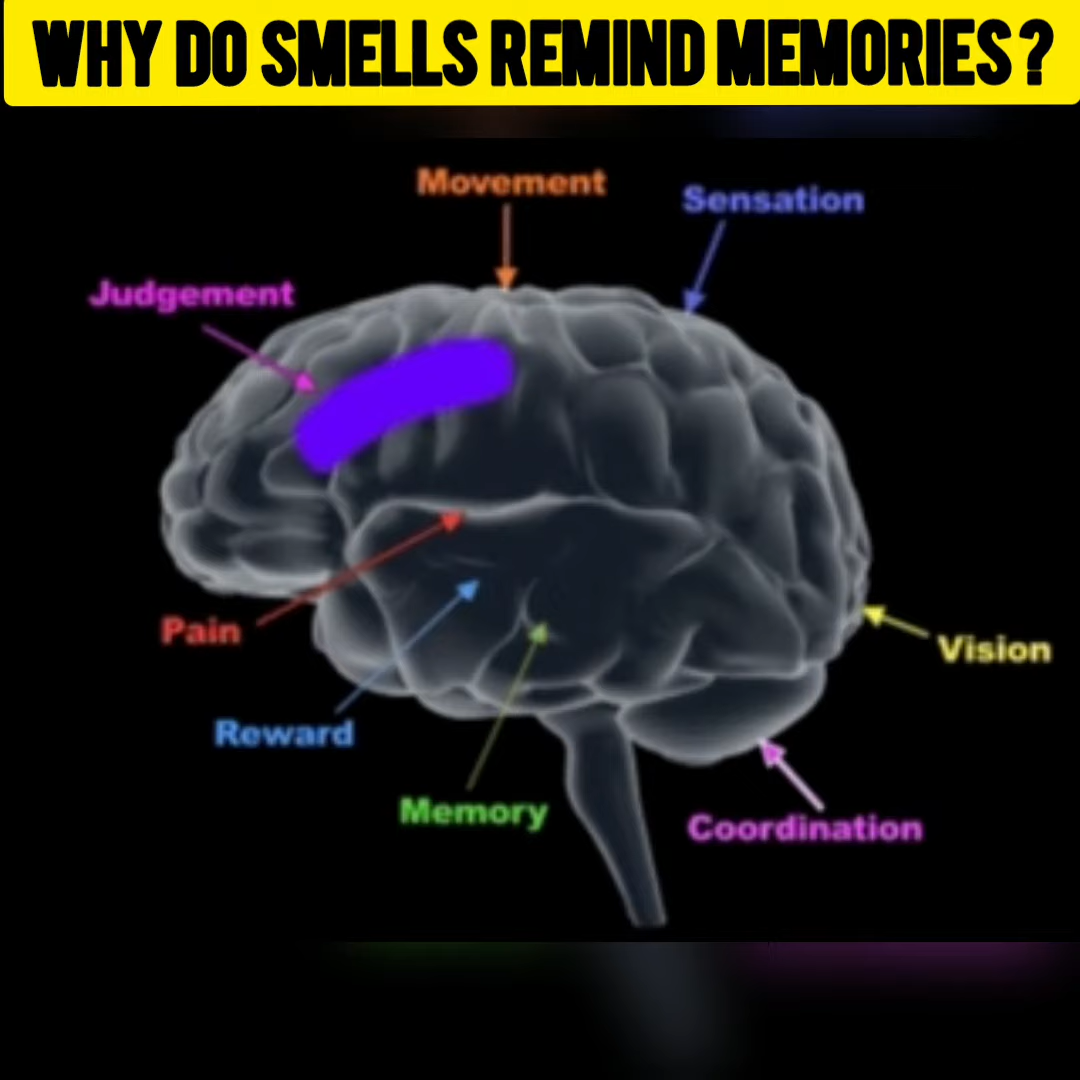 WHY DO SMELLS REMIND MEMORIES?
Movement
Sensation
Judgement
Pain
Vision
Reward
Memory
Coordination